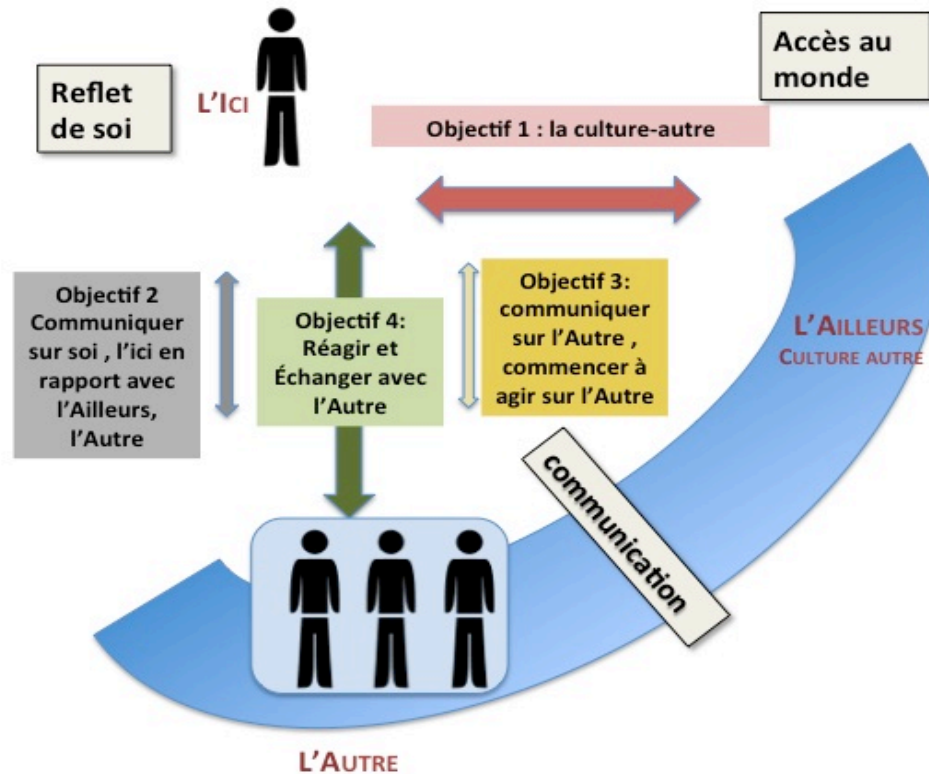 Reflet
de soi
L'ICI
Accès au
monde
Objectif 1 : la culture-autre
Objectif 2
Communiquer
sur soi , l'ici en
rapport avec
l'Ailleurs,
l'Autre
Objectif 4:
Réagir et
Échanger avec
l'Autre
Objectif 3:
communiquer
sur l'Autre ,
commencer à
agir sur l'Autre
L'AILLEURS
CULTURE AUTRE
communication
L'AUTRE